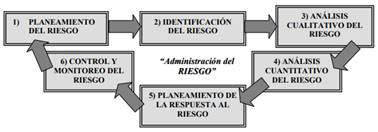 1) PLANEAMIENTO
DEL RIESGO
2) IDENTIFICACIÓN
DEL RIESGO
3) ANÁLISIS
CUALITATIVO DEL
RIESGO
6) CONTROL Y
MONITOREO DEL
RIESGO
“Administración del
RIESGO”
4) ANÁLISIS
CUANTITATIVO
DEL RIESGO
5) PLANEAMIENTO DE
LA RESPUESTA AL
RIESGO